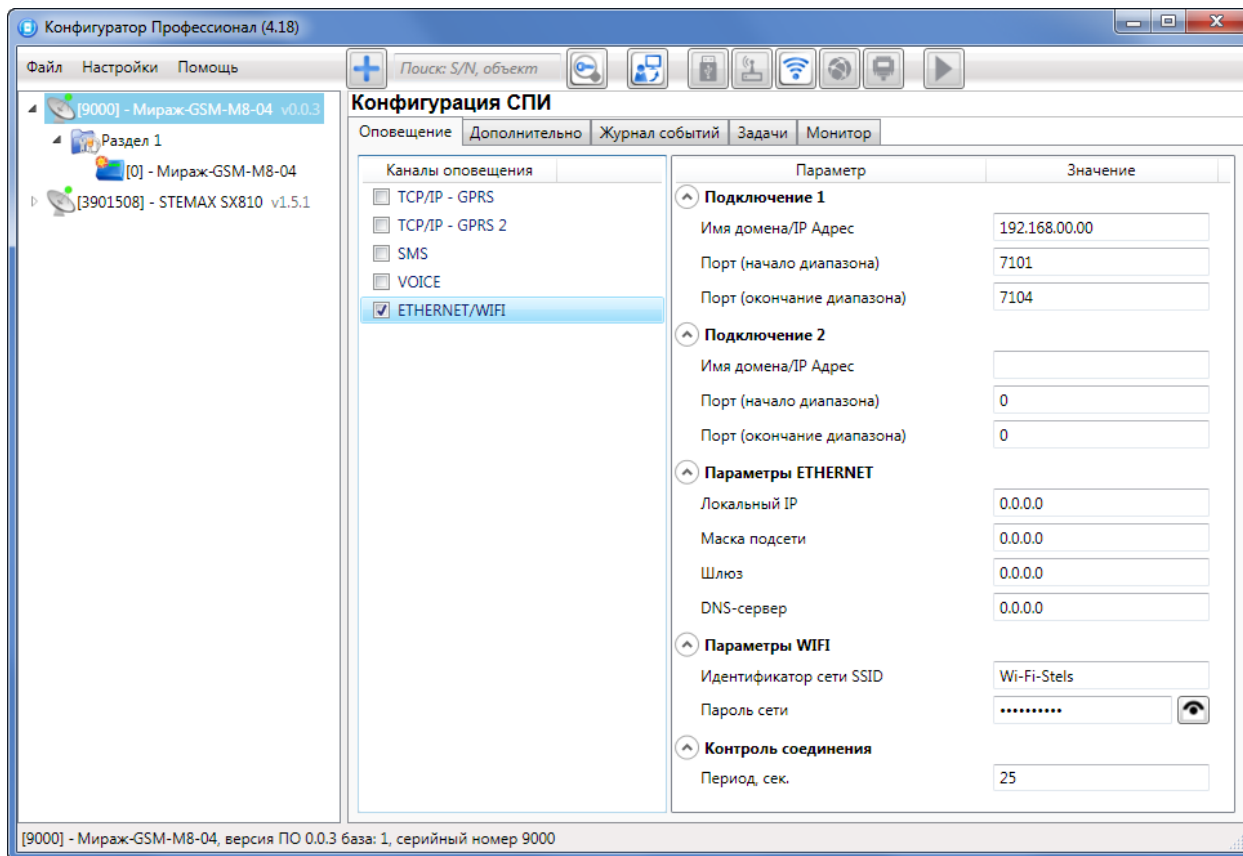 Конфигуратор Профессионал (4.18)
Файл Настройки Помощь
Поиск: S/N, объект
[9000] - Мираж-GSM-M8-04 v0.0.3
Раздел 1
[0] - Мираж-GSM-M8-04
[3901508] - STEMAX SX810 v1.5.1
Конфигурация СПИ
Оповещение Дополнительно Журнал событий Задачи Монитор
Каналы оповещения
TCP/IP - GPRS
TCP/IP - GPRS 2
SMS
VOICE
ETHERNET/WIFI
Параметр Значение
Подключение 1
Имя домена/IP Адрес 192.168.00.00
Порт (начало диапазона) 7101
Порт (окончание диапазона) 7104
Подключение 2
Имя домена/IP Адрес
Порт (начало диапазона) 0
Порт (окончание диапазона) 0
Параметры ETHERNET
Локальный IP 0.0.0.0
Маска подсети 0.0.0.0
Шлюз 0.0.0.0
DNS-сервер 0.0.0.0
Параметры WIFI
Идентификатор сети SSID Wi-Fi-Stels
Пароль сети ••••••••••
Контроль соединения
Период, сек. 25
[9000] - Мираж-GSM-M8-04, версия ПО 0.0.3 база: 1, серийный номер 9000